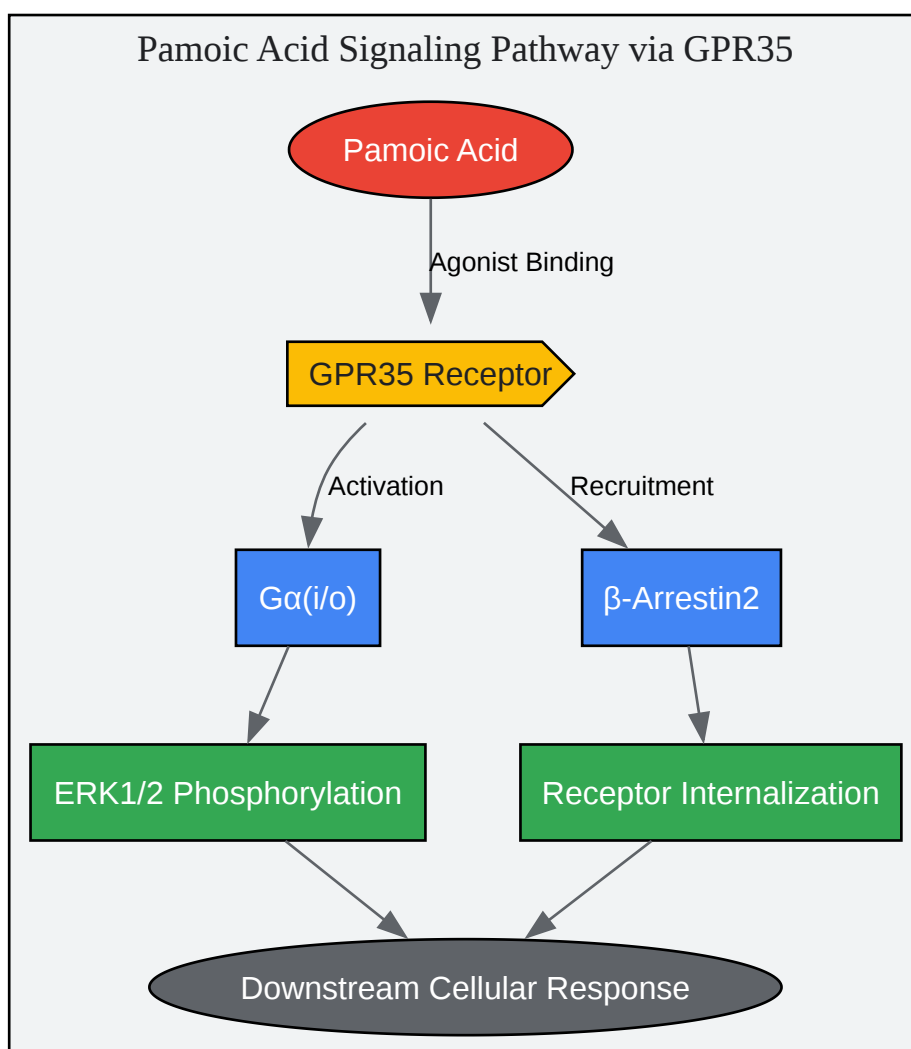 Pamoic Acid Signaling Pathway via GPR35
Pamoic Acid
Agonist Binding
GPR35 Receptor
Activation
Recruitment
Gα(i/o)
β-Arrestin2
ERK1/2 Phosphorylation
Receptor Internalization
Downstream Cellular Response